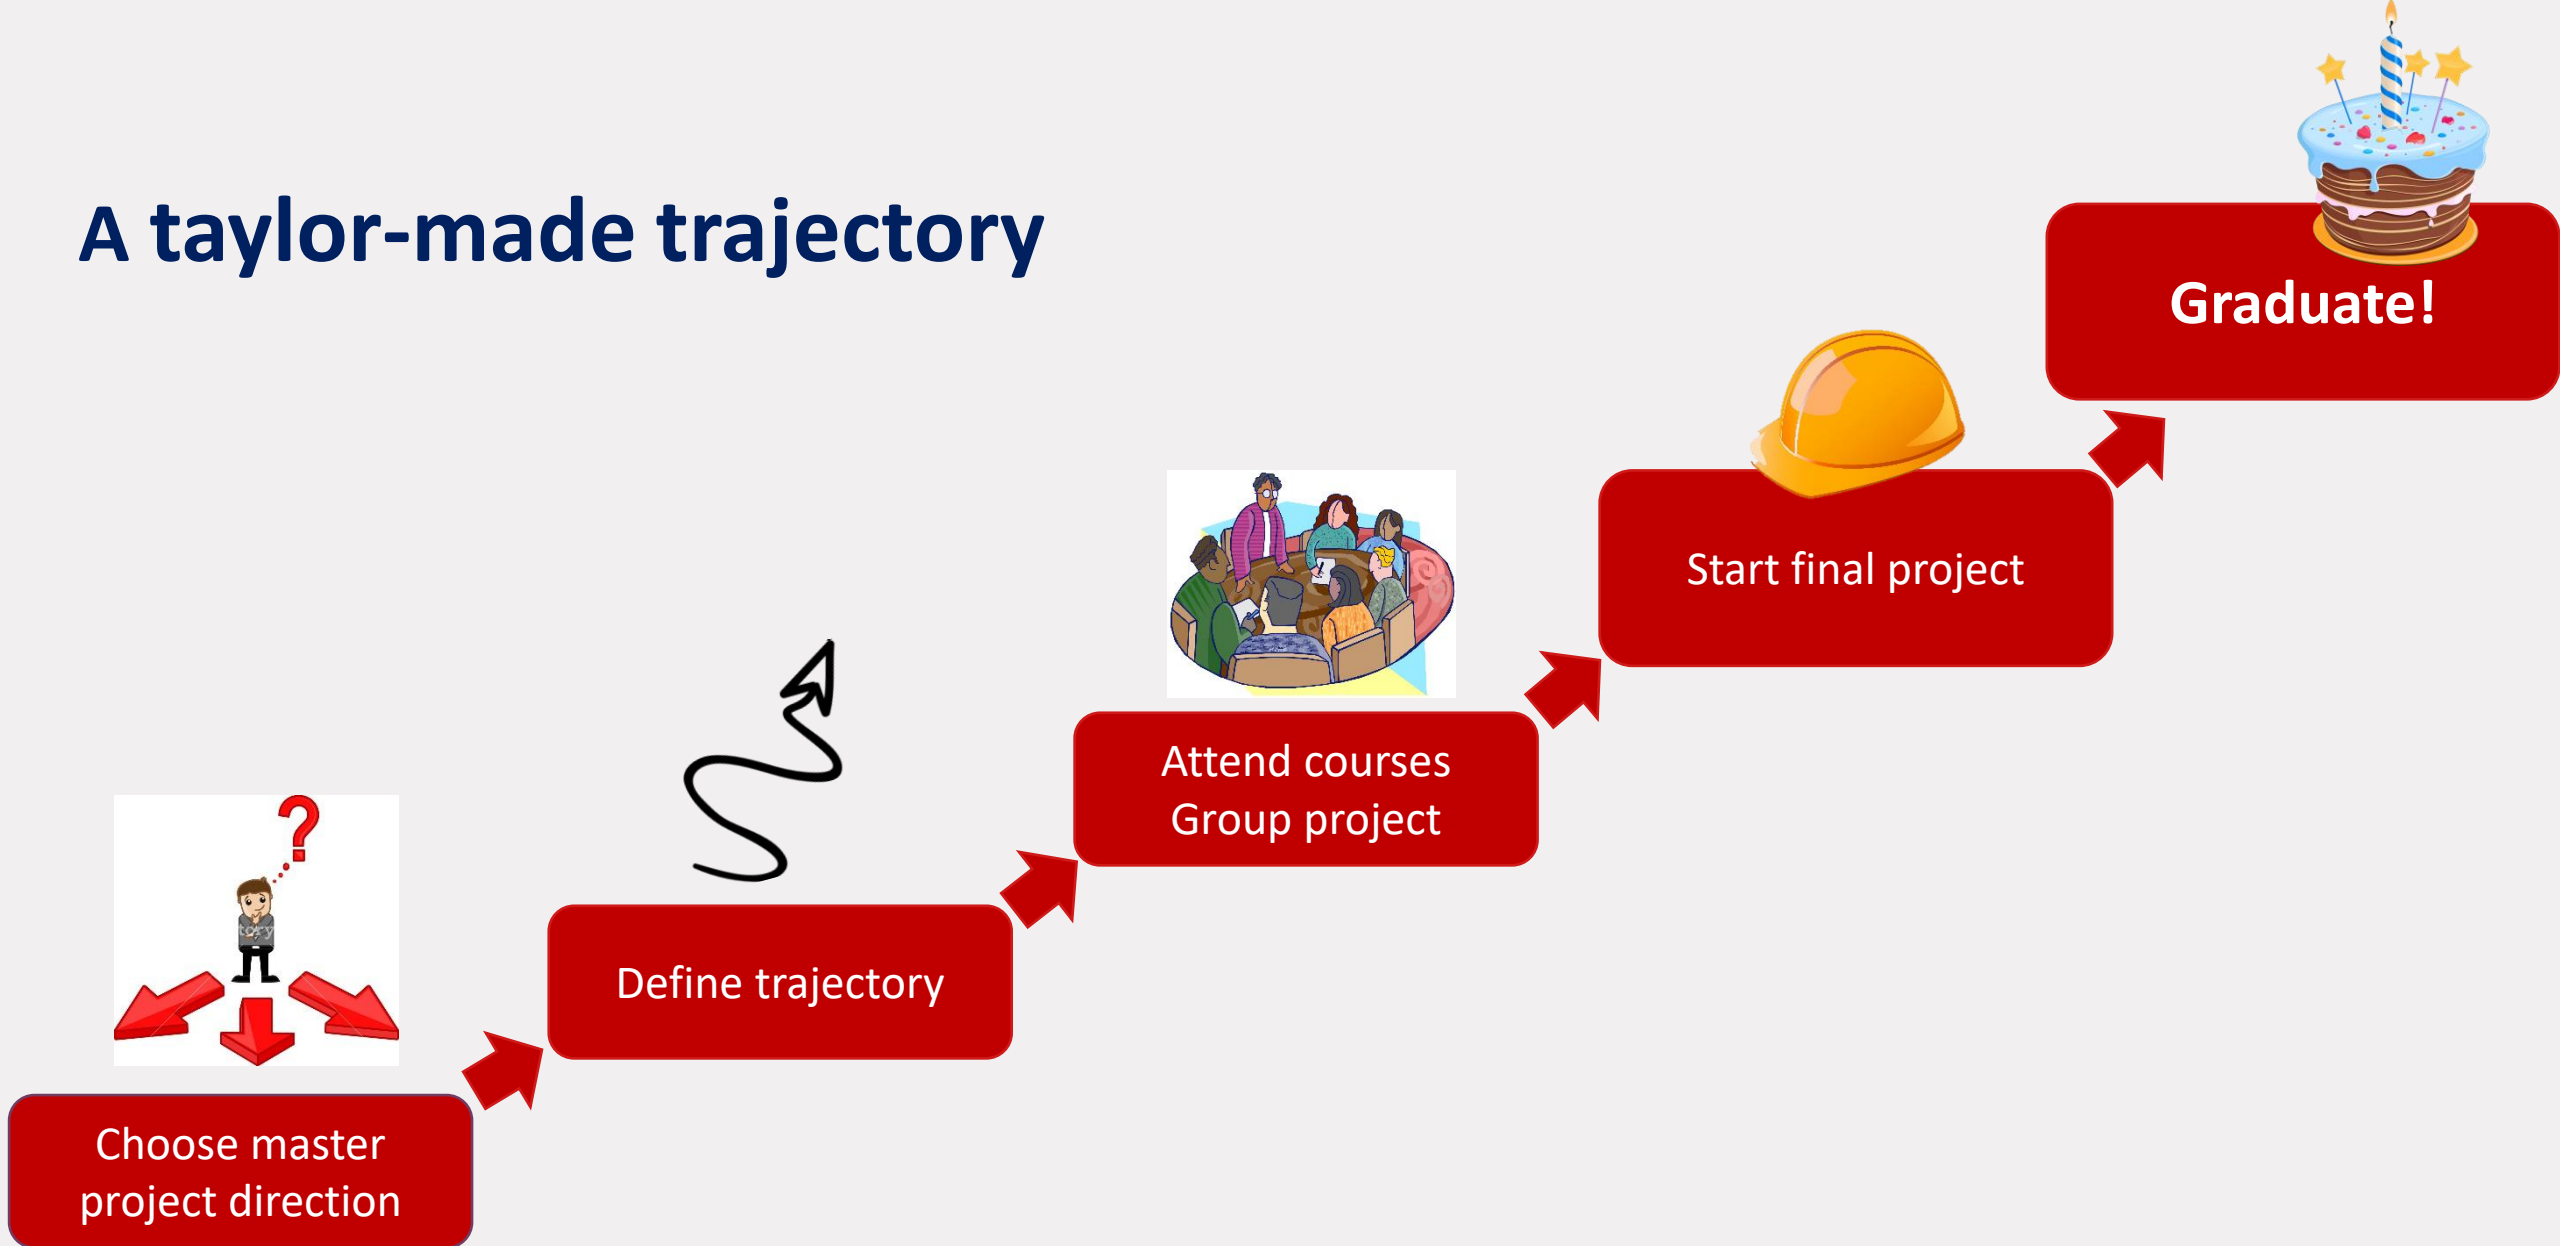 A taylor-made trajectory
Graduate!
Start final project
Attend courses
Group project
Define trajectory
Choose master
project direction